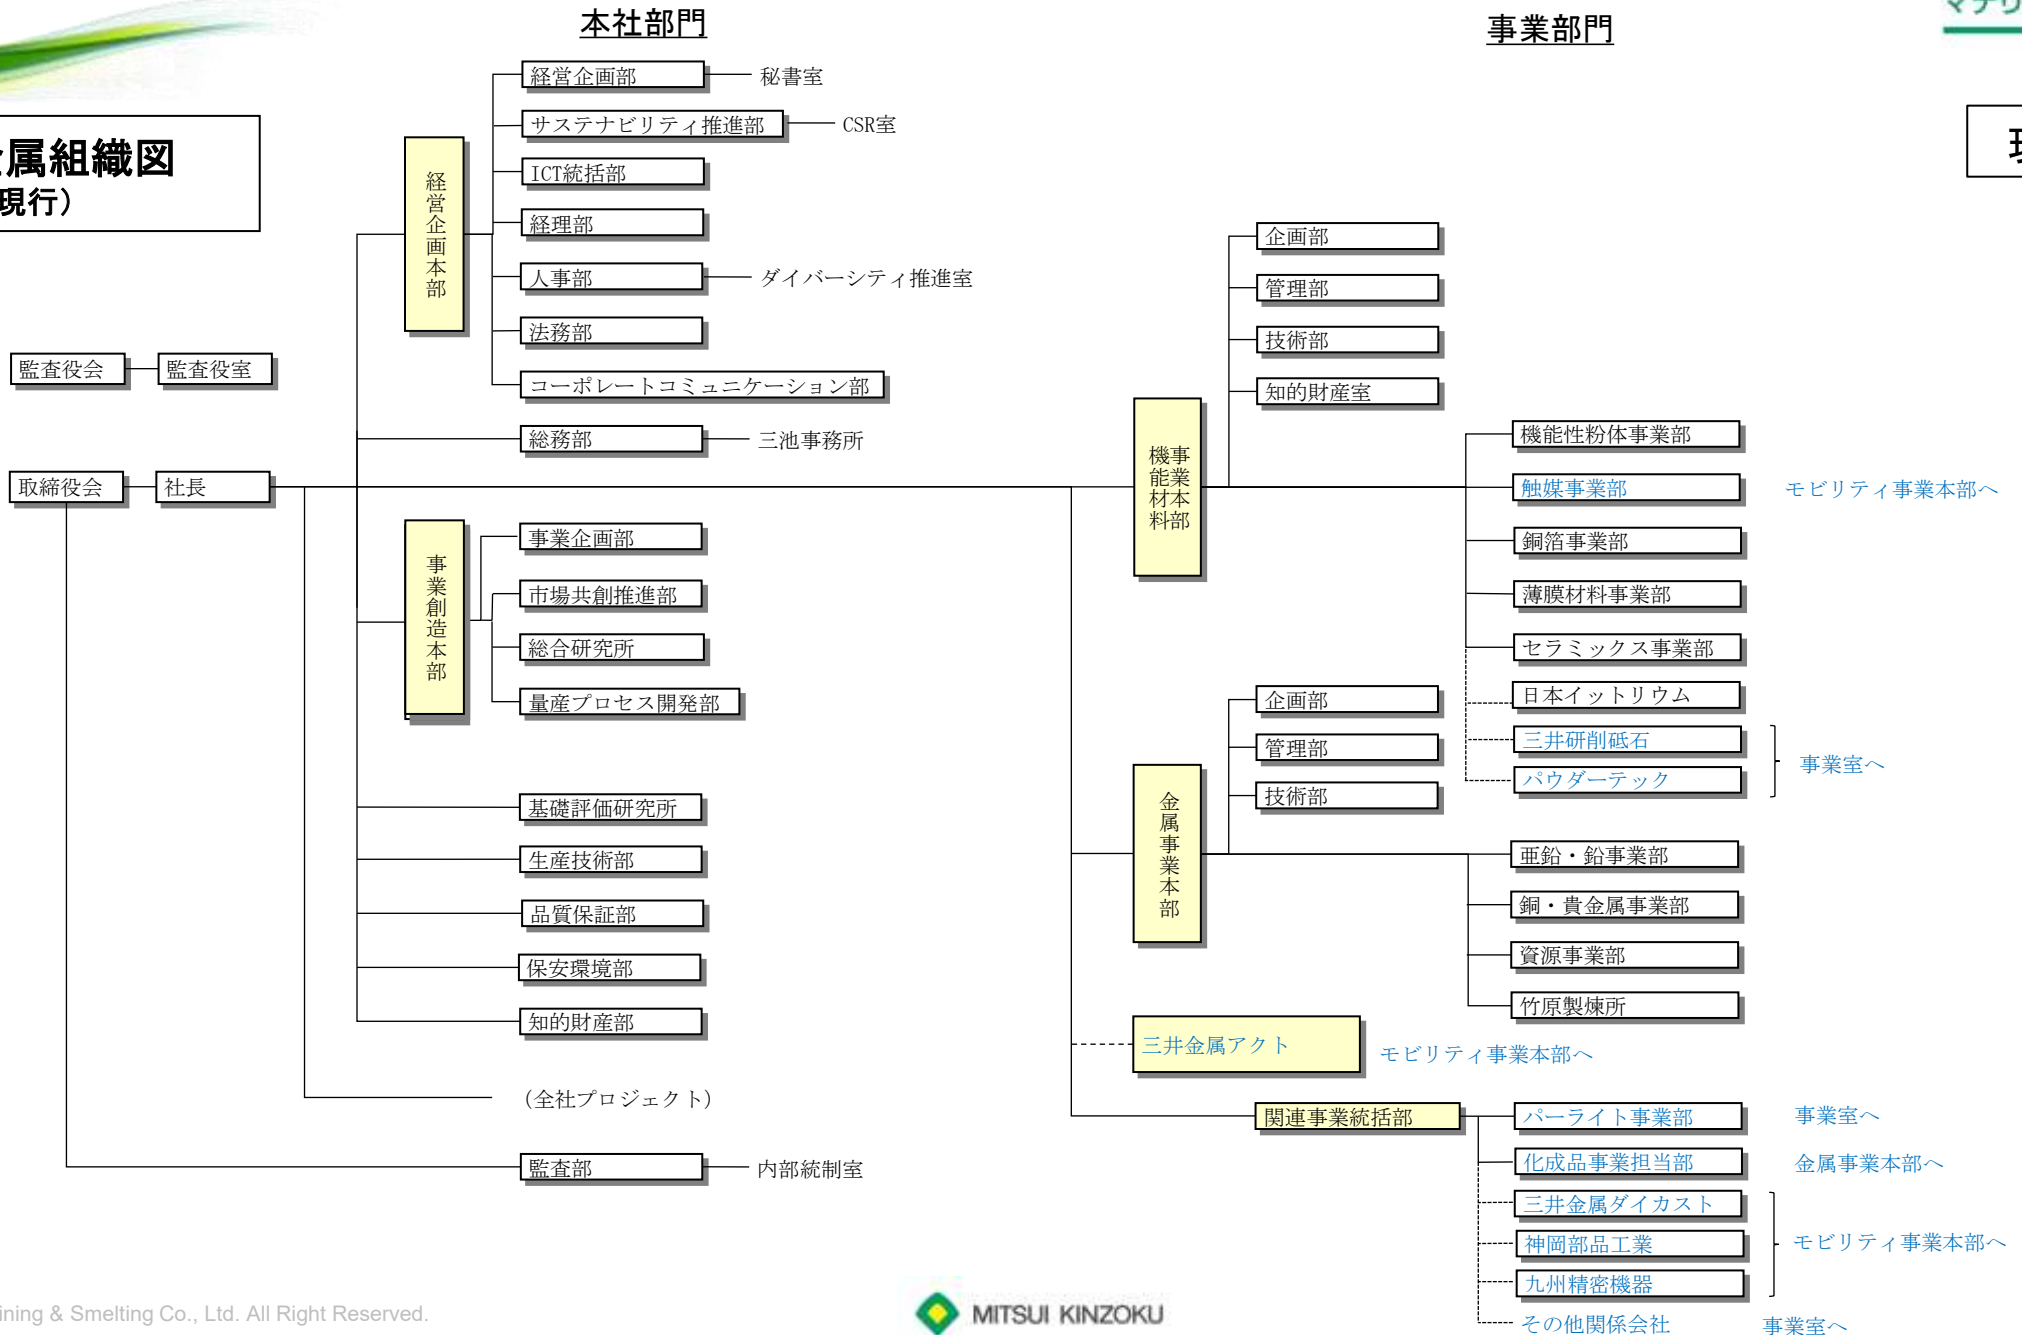 本社部門
事業部門
属組織図
現行）
経営企画本部
経営企画部
秘書室
サステナビリティ推進部
CSR室
ICT統括部
経理部
人事部
ダイバーシティ推進室
法務部
コーポレートコミュニケーション部
総務部
三池事務所
監査役会
監査役室
取締役会
社長
事業創造本部
事業企画部
市場共創推進部
総合研究所
量産プロセス開発部
基礎評価研究所
生産技術部
品質保証部
保安環境部
知的財産部
（全社プロジェクト）
監査部
内部統制室
機能材料
事業本部
企画部
管理部
技術部
知的財産室
機能性粉体事業部
触媒事業部
モビリティ事業本部へ
銅箔事業部
薄膜材料事業部
セラミックス事業部
日本イットリウム
三井研削砥石
パウダーテック
事業室へ
金属事業本部
企画部
管理部
技術部
亜鉛・鉛事業部
銅・貴金属事業部
資源事業部
竹原製煉所
三井金属アクト
モビリティ事業本部へ
関連事業統括部
パーライト事業部
事業室へ
化成品事業担当部
金属事業本部へ
三井金属ダイカスト
神岡部品工業
九州精密機器
モビリティ事業本部へ
その他関係会社
事業室へ
ining & Smelting Co., Ltd. All Right Reserved.
MITSUI KINZOKU